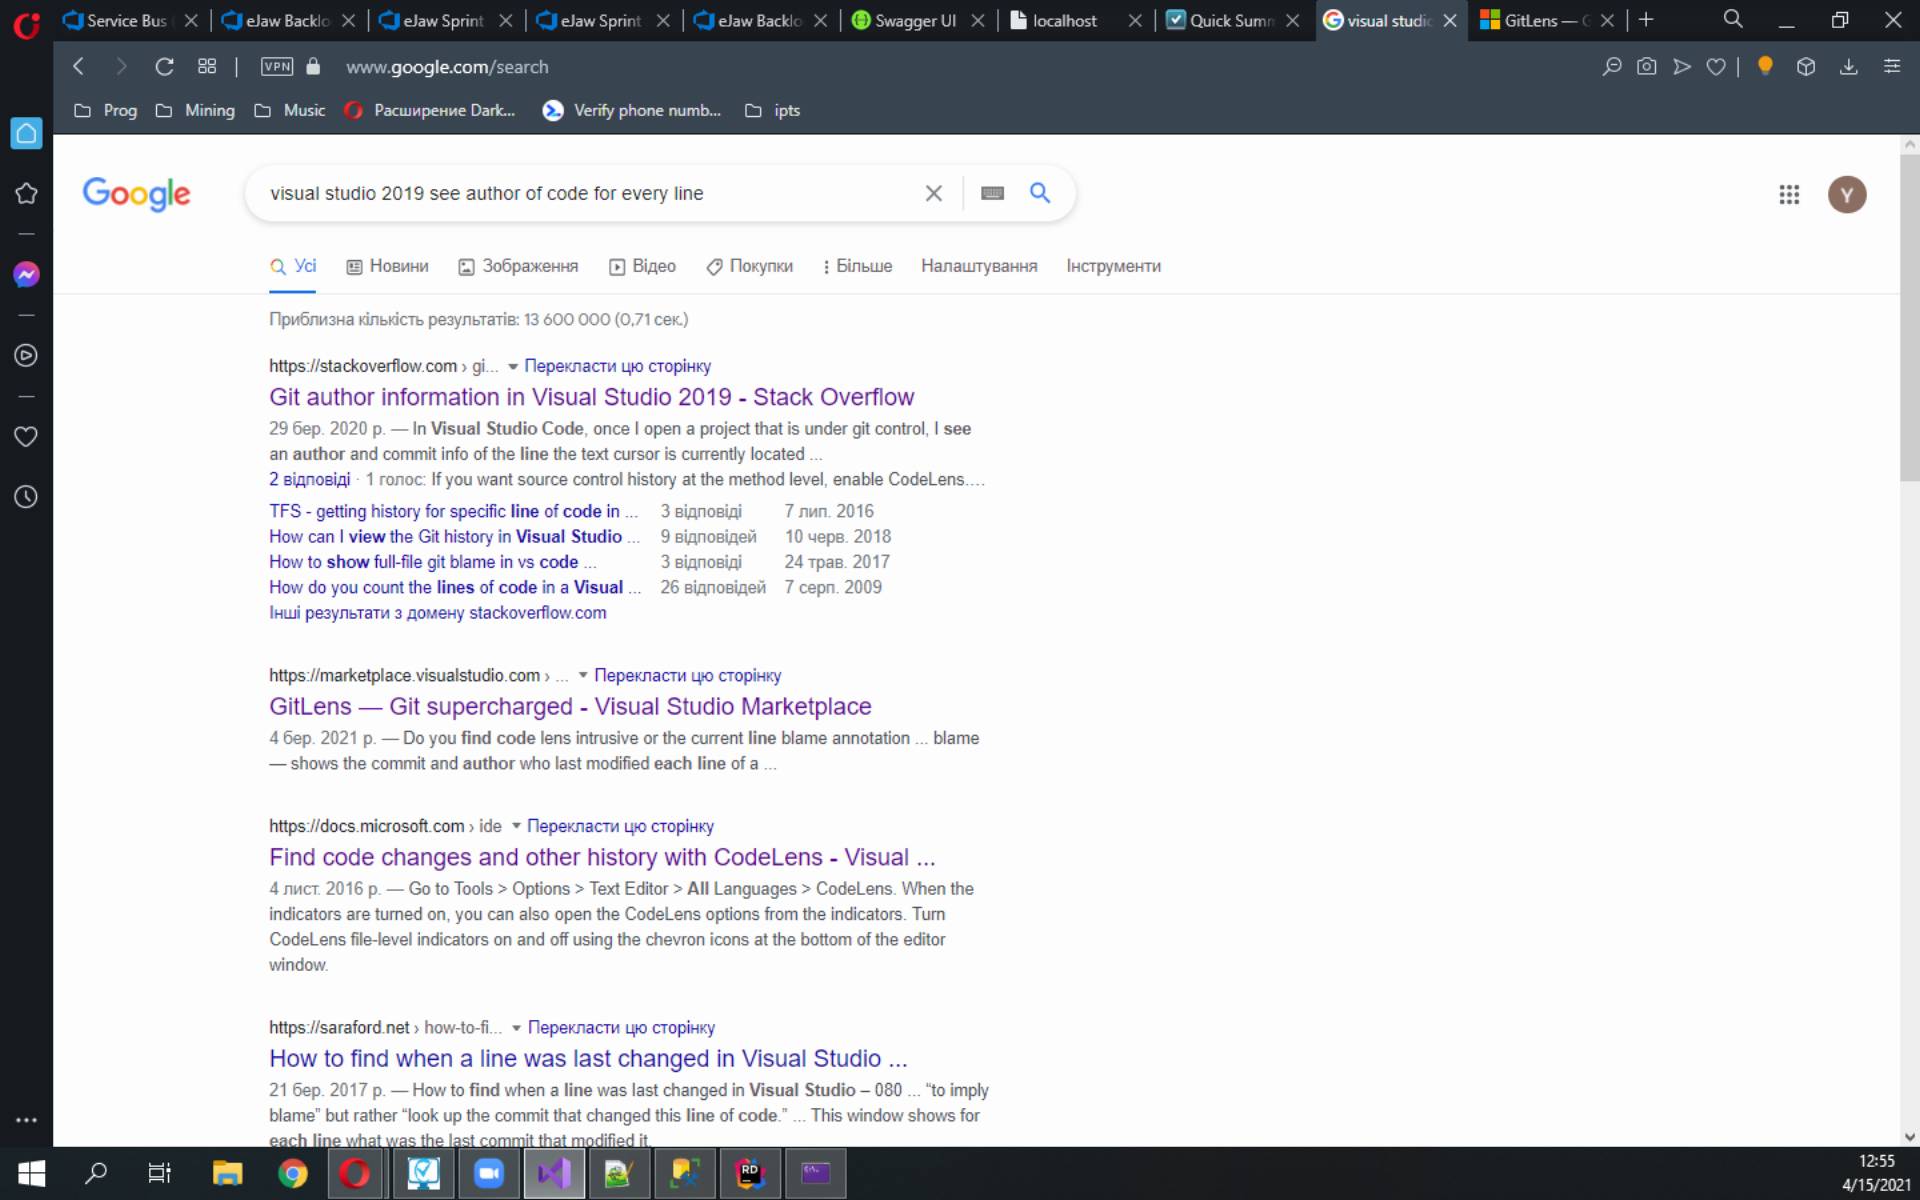 Service Bus
eJaw Backlo
eJaw Sprint
eJaw Sprint
eJaw Backlo
Swagger UI
localhost
Quick Summ
visual studio
GitLens —
VPN
www.google.com/search
Prog
Mining
Music
Расширение Dark...
Verify phone numb...
ipts
Google
visual studio 2019 see author of code for every line
Y
Усі
Новини
Зображення
Відео
Покупки
Більше
Налаштування
Інструменти
Приблизна кількість результатів: 13 600 000 (0,71 сек.)
https://stackoverflow.com › gi... Перекласти цю сторінку
Git author information in Visual Studio 2019 - Stack Overflow
29 бер. 2020 р. — In Visual Studio Code, once I open a project that is under git control, I see
an author and commit info of the line the text cursor is currently located ...
2 відповіді · 1 голос: If you want source control history at the method level, enable CodeLens....
TFS - getting history for specific line of code in ... 3 відповіді 7 лип. 2016
How can I view the Git history in Visual Studio ... 9 відповідей 10 черв. 2018
How to show full-file git blame in vs code ... 3 відповіді 24 трав. 2017
How do you count the lines of code in a Visual ... 26 відповідей 7 серп. 2009
Інші результати з домену stackoverflow.com
https://marketplace.visualstudio.com › ... Перекласти цю сторінку
GitLens — Git supercharged - Visual Studio Marketplace
4 бер. 2021 р. — Do you find code lens intrusive or the current line blame annotation ... blame
— shows the commit and author who last modified each line of a ...
https://docs.microsoft.com › ide Перекласти цю сторінку
Find code changes and other history with CodeLens - Visual ...
4 лист. 2016 р. — Go to Tools > Options > Text Editor > All Languages > CodeLens. When the
indicators are turned on, you can also open the CodeLens options from the indicators. Turn
CodeLens file-level indicators on and off using the chevron icons at the bottom of the editor
window.
https://saraford.net › how-to-fi... Перекласти цю сторінку
How to find when a line was last changed in Visual Studio ...
21 бер. 2017 р. — How to find when a line was last changed in Visual Studio – 080 ... “to imply
blame” but rather “look up the commit that changed this line of code.” ... This window shows for
each line what was the last commit that modified it.
RD
12:55
4/15/2021